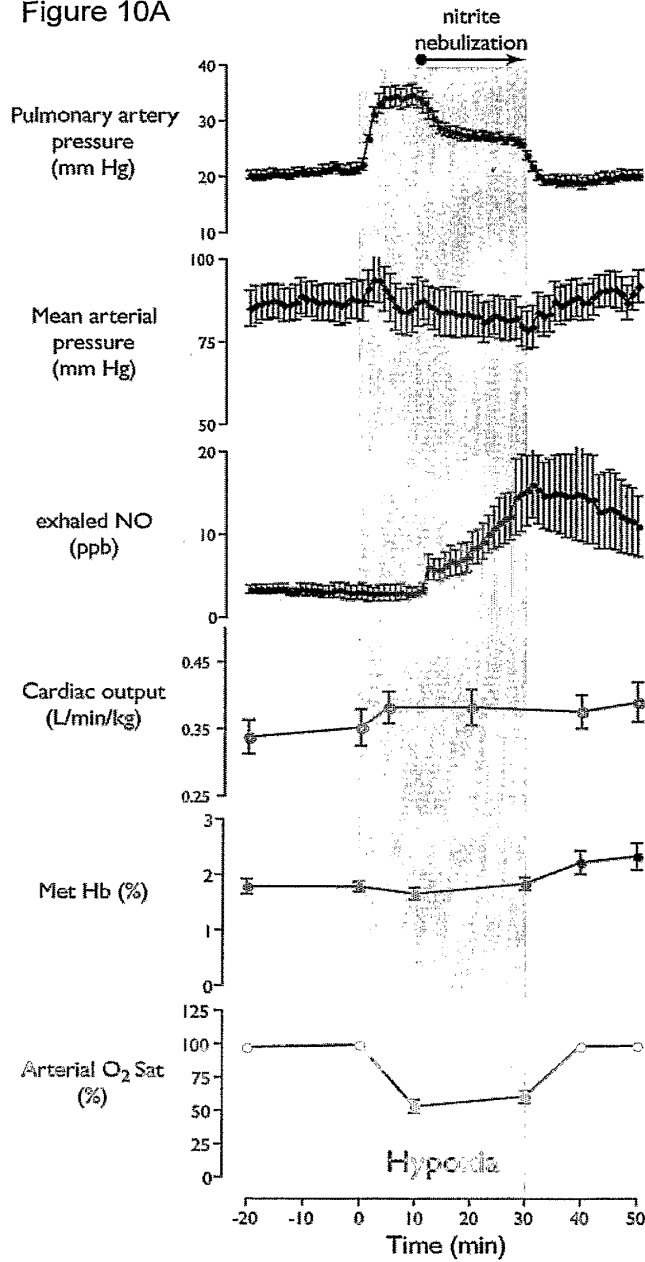 Figure 10A
nitrite
nebulization
Pulmonary artery
pressure
(mm Hg)
40
30
20
10
Mean arterial
pressure
(mm Hg)
100
75
50
exhaled NO
(ppb)
20
10
0
Cardiac output
(L/min/kg)
0.45
0.35
0.25
Met Hb (%)
3
2
1
0
Arterial O2 Sat
(%)
125
100
75
50
25
0
Hypoxia
-20 -10 0 10 20 30 40 50
Time (min)